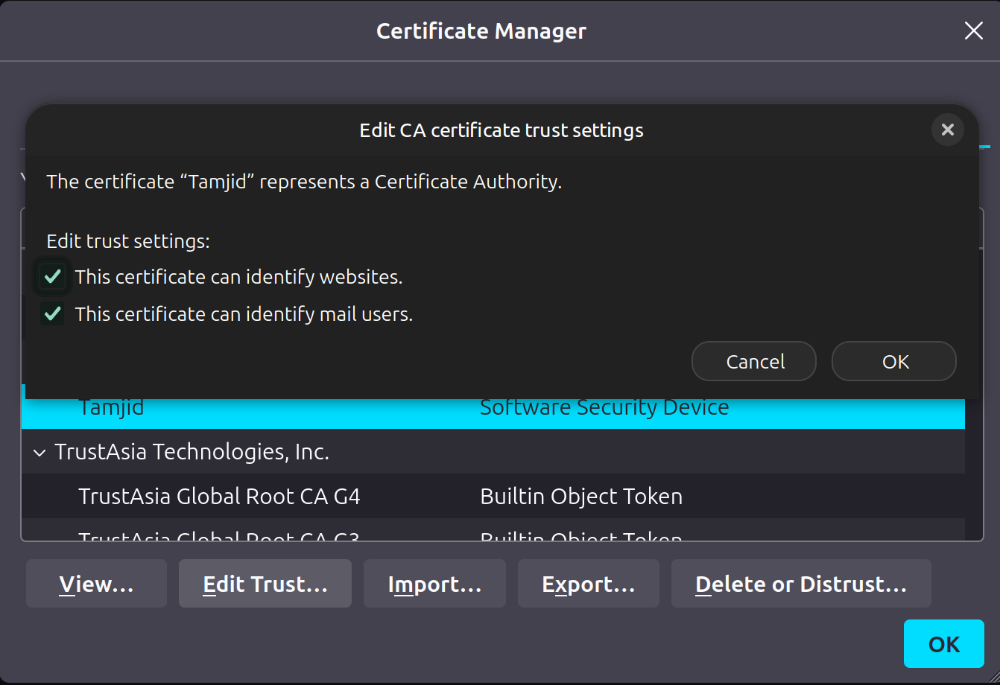 Certificate Manager
Edit CA certificate trust settings
The certificate “Tamjid” represents a Certificate Authority.
Edit trust settings:
This certificate can identify websites.
This certificate can identify mail users.
Cancel OK
Tamjid Software Security Device
TrustAsia Technologies, Inc.
TrustAsia Global Root CA G4 Builtin Object Token
TrustAsia Global Root CA G3 Builtin Object Token
View… Edit Trust… Import… Export… Delete or Distrust…
OK